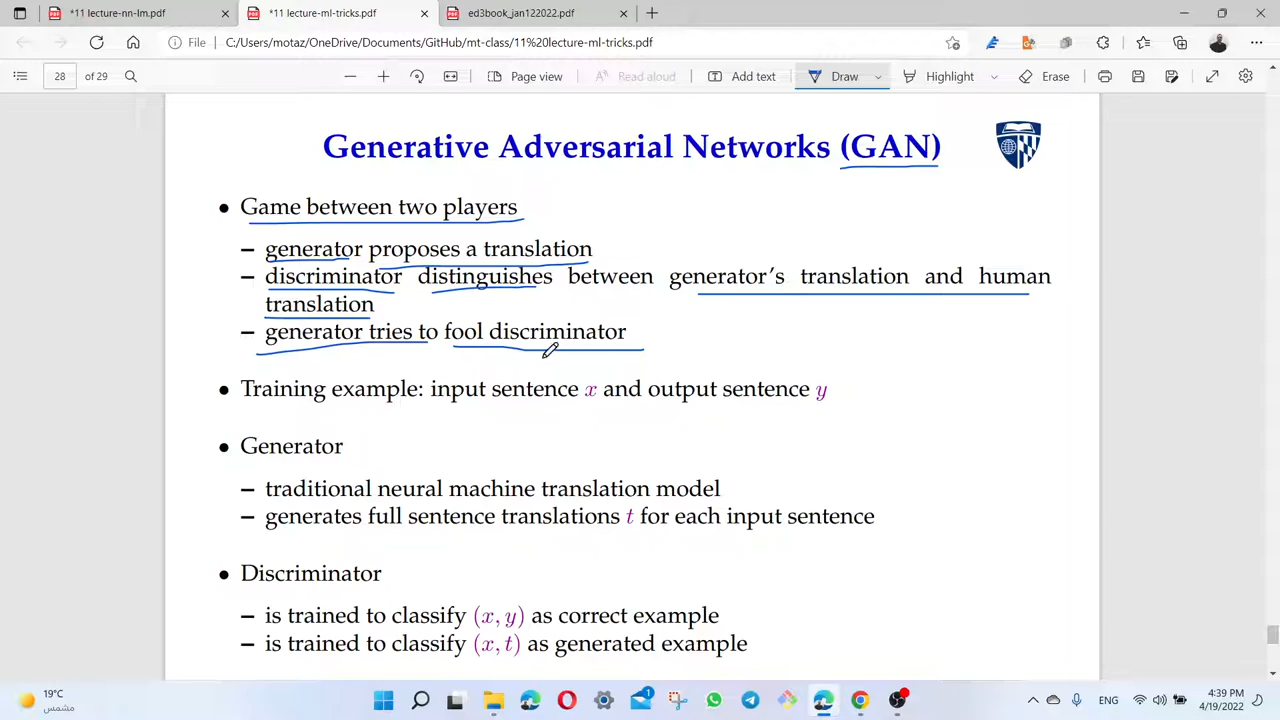 *11 lecture-nn-lm.pdf
*11 lecture-ml-tricks.pdf
ed3book_jan122022.pdf
File
C:/Users/motaz/OneDrive/Documents/GitHub/mt-class/11%20lecture-ml-tricks.pdf
28 of 29
Page view
Read aloud
Add text
Draw
Highlight
Erase
Generative Adversarial Networks (GAN)
• Game between two players
– generator proposes a translation
– discriminator distinguishes between generator's translation and human
translation
– generator tries to fool discriminator
• Training example: input sentence x and output sentence y
• Generator
– traditional neural machine translation model
– generates full sentence translations t for each input sentence
• Discriminator
– is trained to classify (x, y) as correct example
– is trained to classify (x, t) as generated example
19°C
مشمس
1
ENG
4:39 PM
4/19/2022